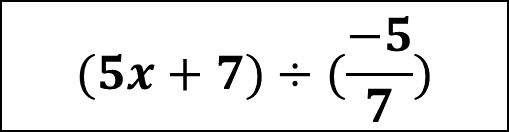 (5x + 7) ÷ (−5/7)